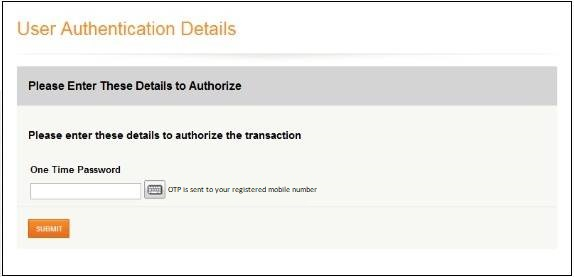 User Authentication Details
Please Enter These Details to Authorize
Please enter these details to authorize the transaction
One Time Password
OTP is sent to your registered mobile number
SUBMIT